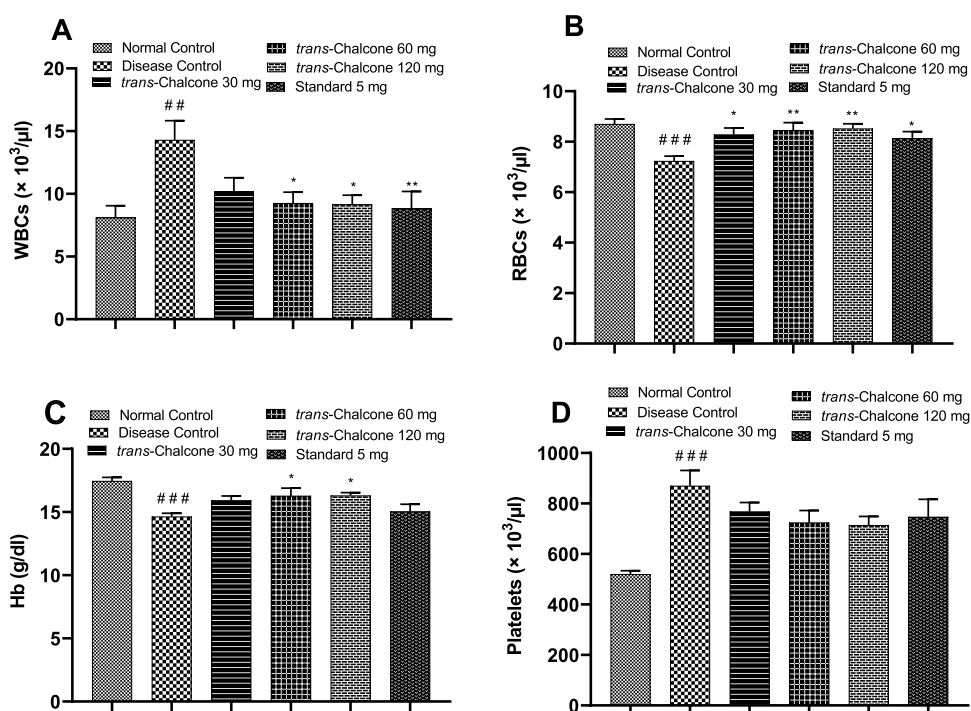 A
Normal Control
Disease Control
trans-Chalcone 30 mg
trans-Chalcone 60 mg
trans-Chalcone 120 mg
Standard 5 mg
WBCs (× 10³/µl)
20
15
10
5
0
##
*
*
**
B
Normal Control
Disease Control
trans-Chalcone 30 mg
trans-Chalcone 60 mg
trans-Chalcone 120 mg
Standard 5 mg
RBCs (× 10³/µl)
10
8
6
4
2
0
###
*
**
**
*
C
Normal Control
Disease Control
trans-Chalcone 30 mg
trans-Chalcone 60 mg
trans-Chalcone 120 mg
Standard 5 mg
Hb (g/dl)
20
15
10
5
0
###
*
*
D
Normal Control
Disease Control
trans-Chalcone 30 mg
trans-Chalcone 60 mg
trans-Chalcone 120 mg
Standard 5 mg
Platelets (× 10³/µl)
1000
800
600
400
200
0
###